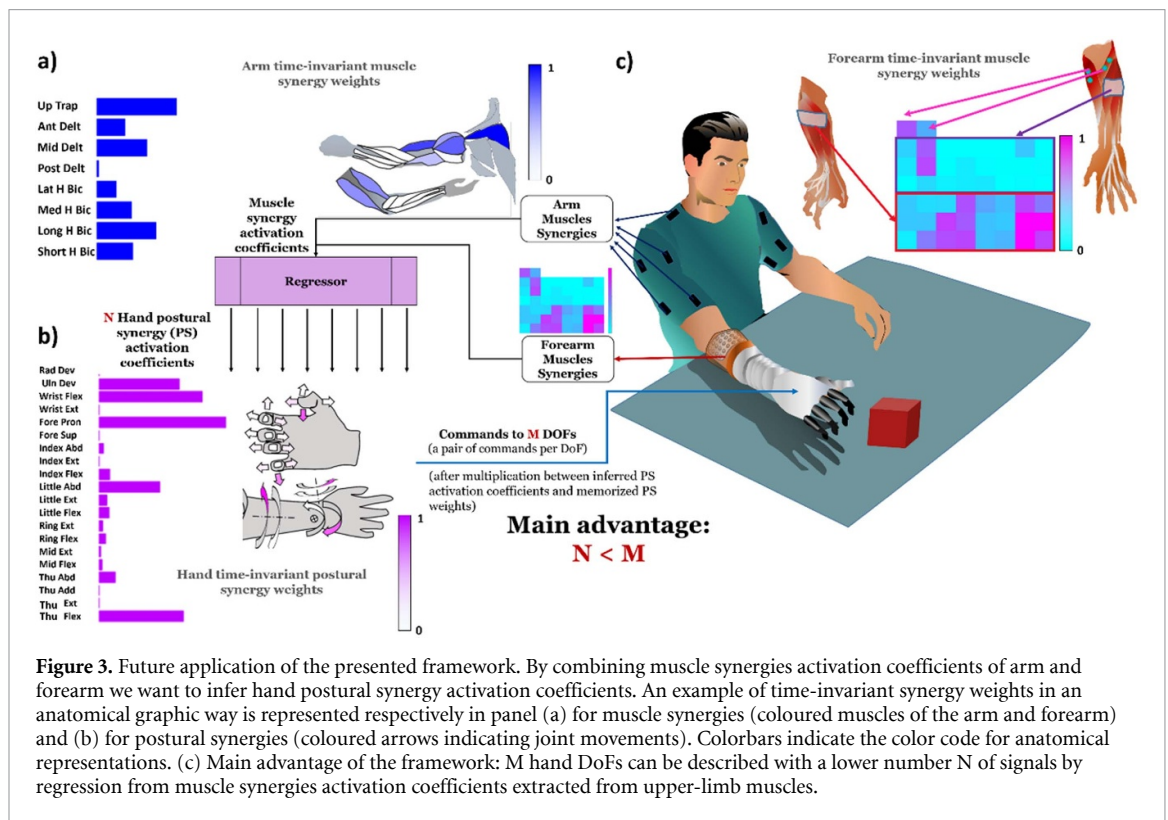 a)
Arm time-invariant muscle
synergy weights
1
0
Up Trap
Ant Delt
Mid Delt
Post Delt
Lat H Bic
Med H Bic
Long H Bic
Short H Bic
Muscle
synergy
activation
coefficients
Regressor
Arm
Muscles
Synergies
Forearm
Muscles
Synergies
c)
Forearm time-invariant muscle
synergy weights
1
0
b)
N Hand postural
synergy (PS)
activation
coefficients
Rad Dev
Uln Dev
Wrist Flex
Wrist Ext
Fore Pron
Fore Sup
Index Abd
Index Ext
Index Flex
Little Abd
Little Ext
Little Flex
Ring Ext
Ring Flex
Mid Ext
Mid Flex
Thu Abd
Thu Add
Thu Ext
Thu Flex
Hand time-invariant postural
synergy weights
1
0
Commands to M DOFs
(a pair of commands per DoF)
(after multiplication between inferred PS
activation coefficients and memorized PS
weights)
Main advantage:
N < M
Figure 3. Future application of the presented framework. By combining muscle synergies activation coefficients of arm and
forearm we want to infer hand postural synergy activation coefficients. An example of time-invariant synergy weights in an
anatomical graphic way is represented respectively in panel (a) for muscle synergies (coloured muscles of the arm and forearm)
and (b) for postural synergies (coloured arrows indicating joint movements). Colorbars indicate the color code for anatomical
representations. (c) Main advantage of the framework: M hand DoFs can be described with a lower number N of signals by
regression from muscle synergies activation coefficients extracted from upper-limb muscles.